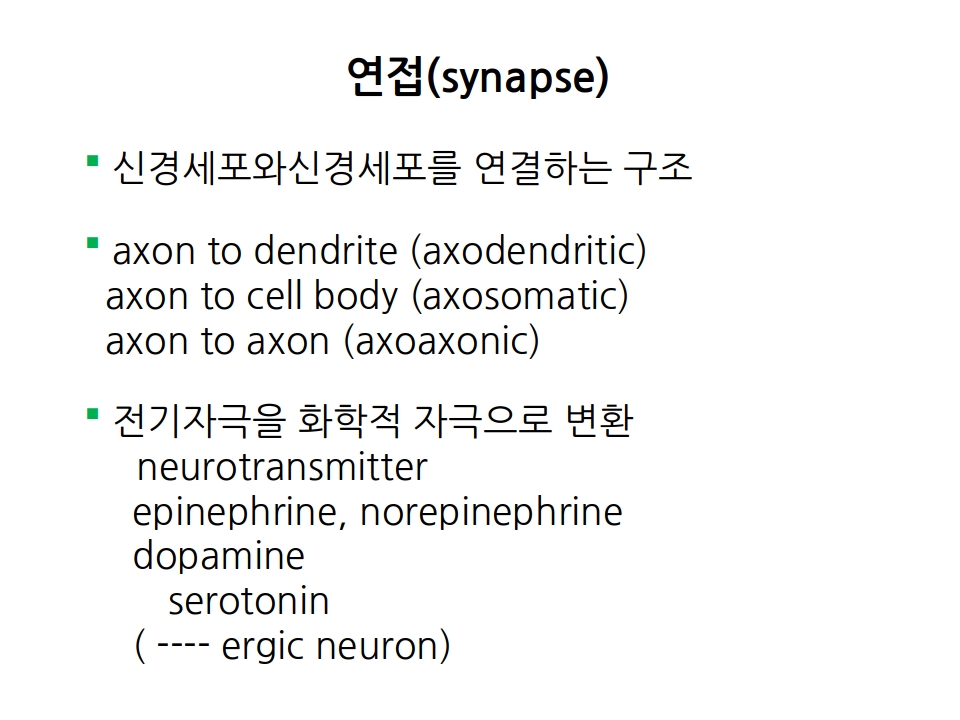 연접(synapse)
▪ 신경세포와신경세포를 연결하는 구조
▪ axon to dendrite (axodendritic)
axon to cell body (axosomatic)
axon to axon (axoaxonic)
▪ 전기자극을 화학적 자극으로 변환
neurotransmitter
epinephrine, norepinephrine
dopamine
serotonin
( ---- ergic neuron)